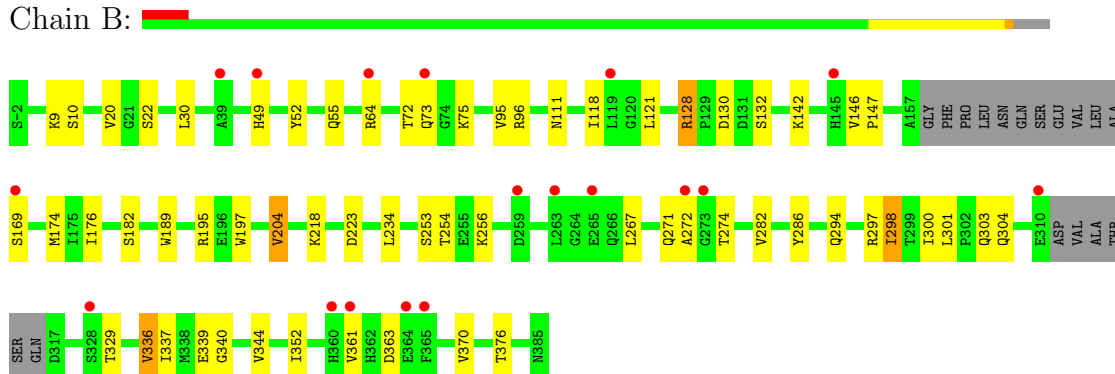 Chain B:
S-2 K9 S10 V20 G21 S22 L30 A39 H49 Y52 Q55 R64 T72 Q73 G74 K75 V95 R96 N111 I118 L119 G120 L121 R128 P129 D130 D131 S132 K142 H145 V146 P147 A157 GLY PHE PRO LEU ASN GLN SER GLU VAL LEU ALA
S169 M174 I175 I176 S182 W189 R195 E196 W197 V204 K218 D223 L234 S253 T254 E255 K256 D259 L263 G264 E265 Q266 L267 Q271 A272 G273 T274 V282 Y286 Q294 R297 I298 T299 I300 L301 P302 Q303 Q304 E310 ASP VAL ALA THR
SER GLN D317 S328 T329 V336 I337 M338 E339 G340 V344 I352 H360 V361 H362 D363 E364 F365 V370 T376 N385